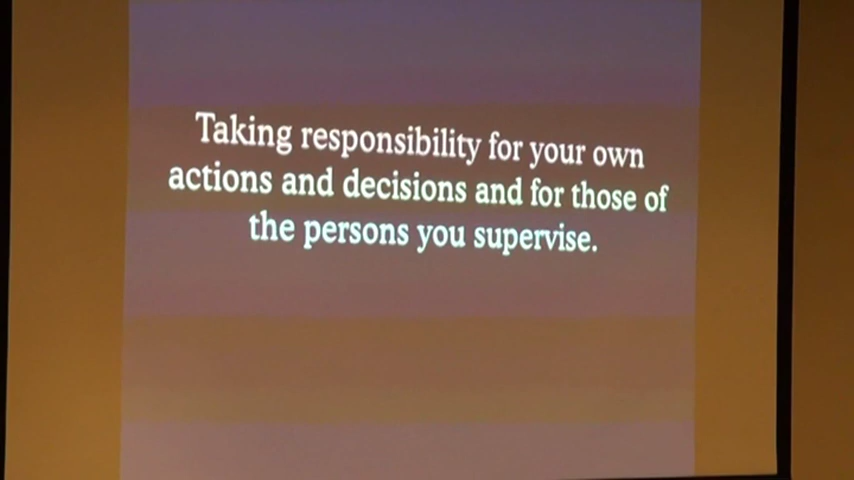 Taking responsibility for your own
actions and decisions and for those of
the persons you supervise.